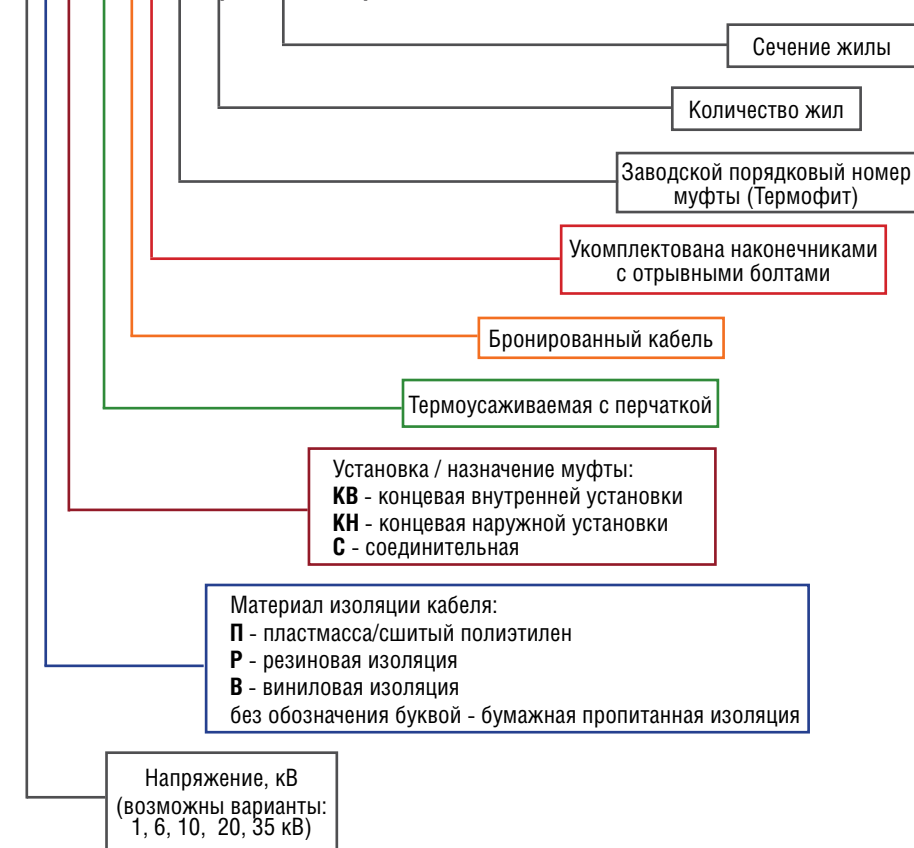 Сечение жилы
Количество жил
Заводской порядковый номер
муфты (Термофит)
Укомплектована наконечниками
с отрывными болтами
Бронированный кабель
Термоусаживаемая с перчаткой
Установка / назначение муфты:
КВ - концевая внутренней установки
КН - концевая наружной установки
С - соединительная
Материал изоляции кабеля:
П - пластмасса/сшитый полиэтилен
Р - резиновая изоляция
В - виниловая изоляция
без обозначения буквой - бумажная пропитанная изоляция
Напряжение, кВ
(возможны варианты:
1, 6, 10, 20, 35 кВ)